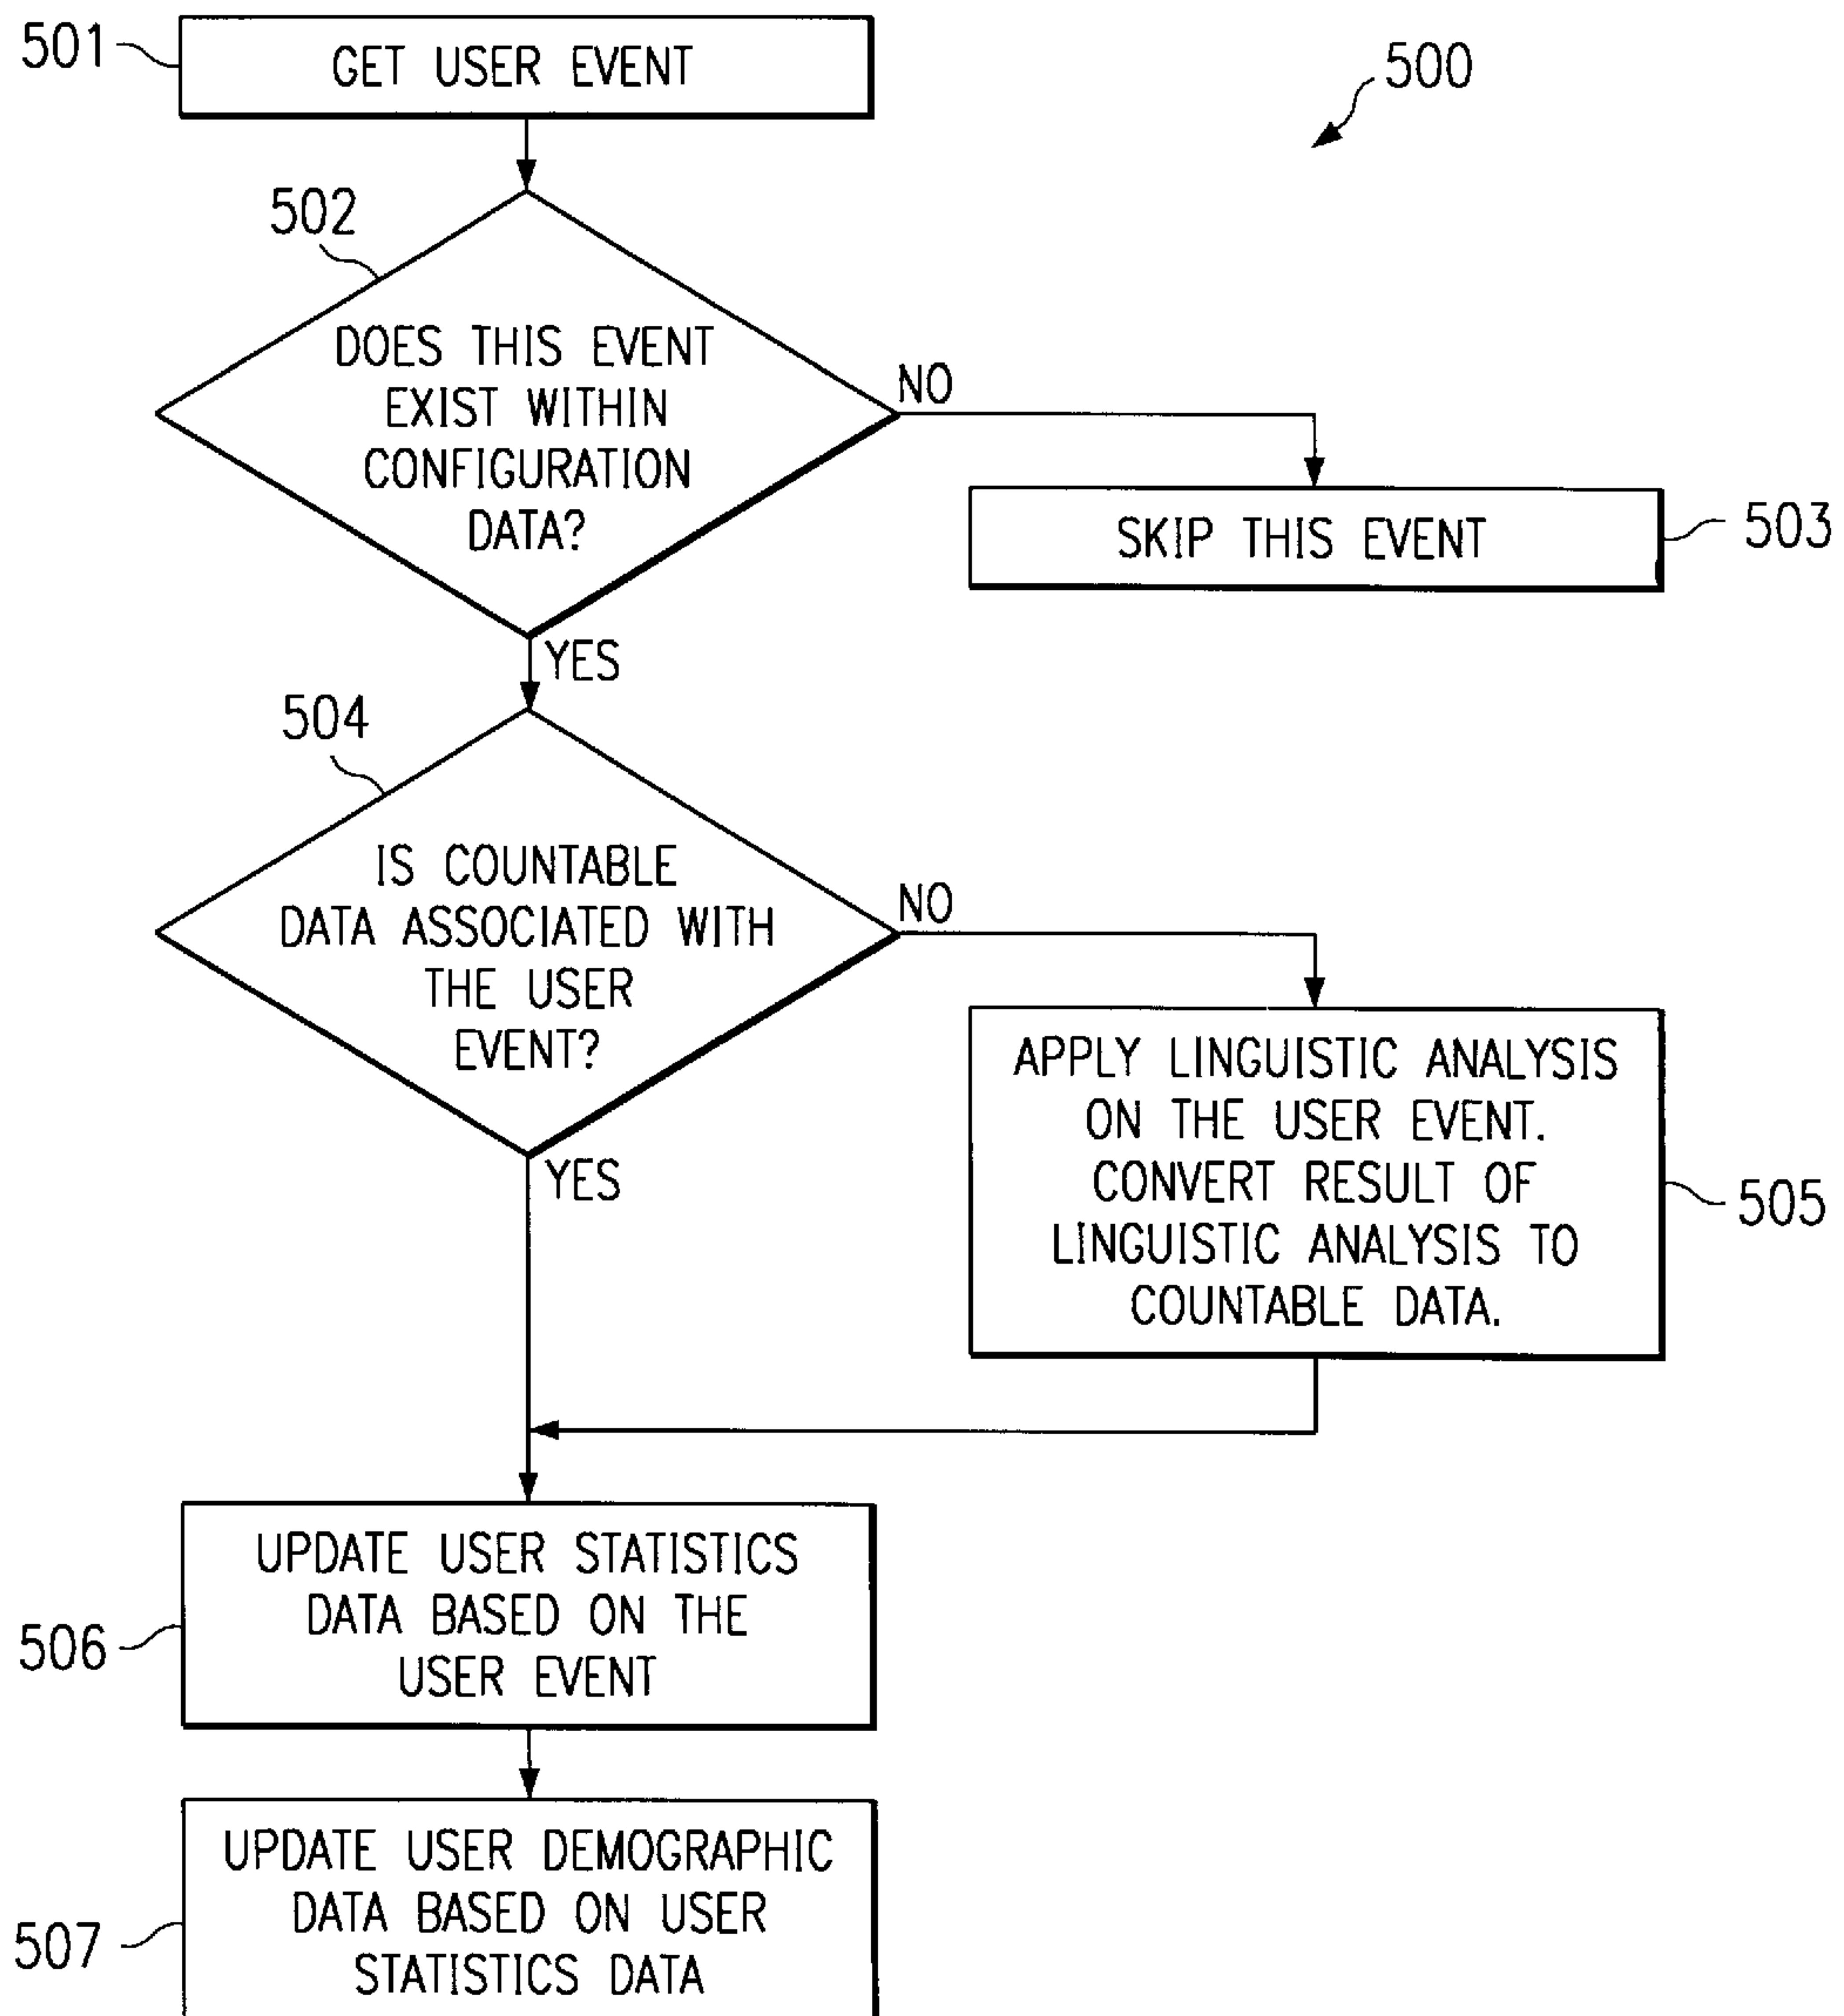 501
GET USER EVENT
500
502
DOES THIS EVENT
EXIST WITHIN
CONFIGURATION
DATA?
NO
SKIP THIS EVENT
503
YES
504
IS COUNTABLE
DATA ASSOCIATED WITH
THE USER
EVENT?
NO
APPLY LINGUISTIC ANALYSIS
ON THE USER EVENT.
CONVERT RESULT OF
LINGUISTIC ANALYSIS TO
COUNTABLE DATA.
505
YES
UPDATE USER STATISTICS
DATA BASED ON THE
USER EVENT
506
UPDATE USER DEMOGRAPHIC
DATA BASED ON USER
STATISTICS DATA
507